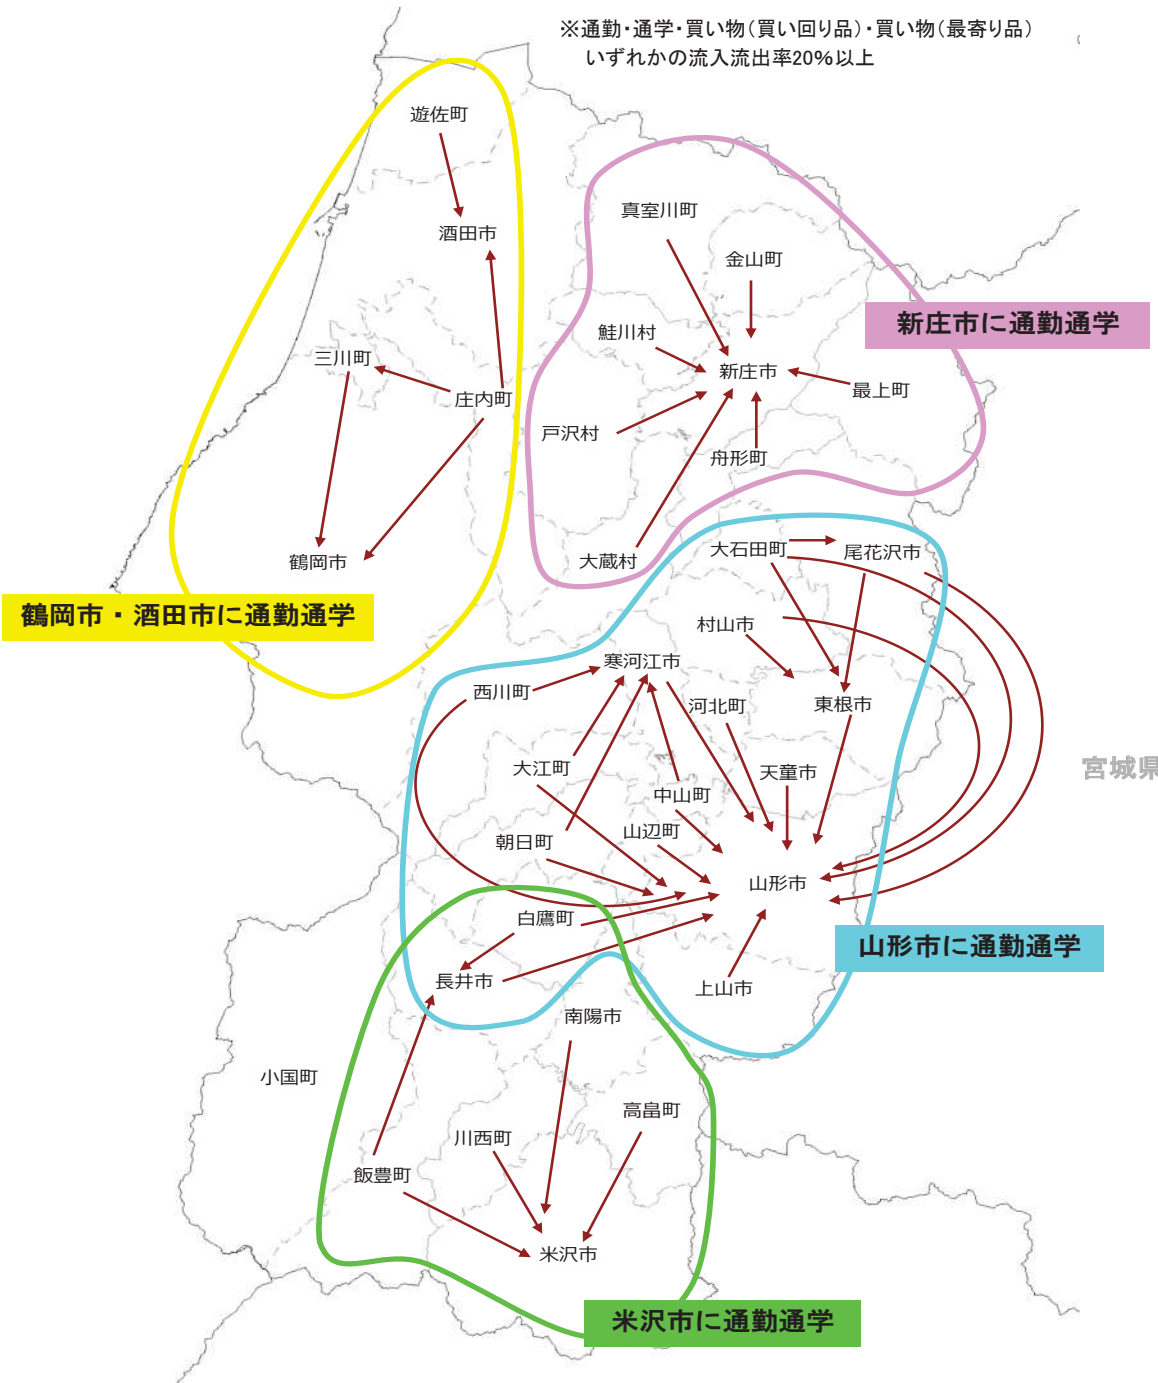 ※通勤・通学・買い物（買い回り品）・買い物（最寄り品）
いずれかの流入流出率20%以上
遊佐町
酒田市
三川町
庄内町
鶴岡市
鶴岡市・酒田市に通勤通学
真室川町
金山町
鮭川村
新庄市
最上町
戸沢村
舟形町
大蔵村
新庄市に通勤通学
大石田町
尾花沢市
村山市
寒河江市
西川町
河北町
東根市
大江町
天童市
中山町
朝日町
山辺町
山形市
白鷹町
長井市
上山市
山形市に通勤通学
宮城県
南陽市
小国町
高畠町
川西町
飯豊町
米沢市
米沢市に通勤通学